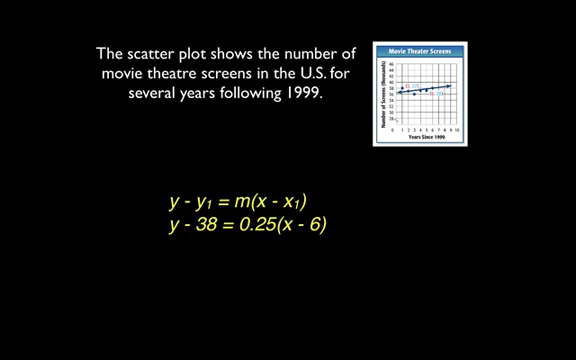 The scatter plot shows the number of
movie theatre screens in the U.S. for
several years following 1999.
Movie Theater Screens
Number of Screens (thousands)
Years Since 1999
y - y₁ = m(x - x₁)
y - 38 = 0.25(x - 6)